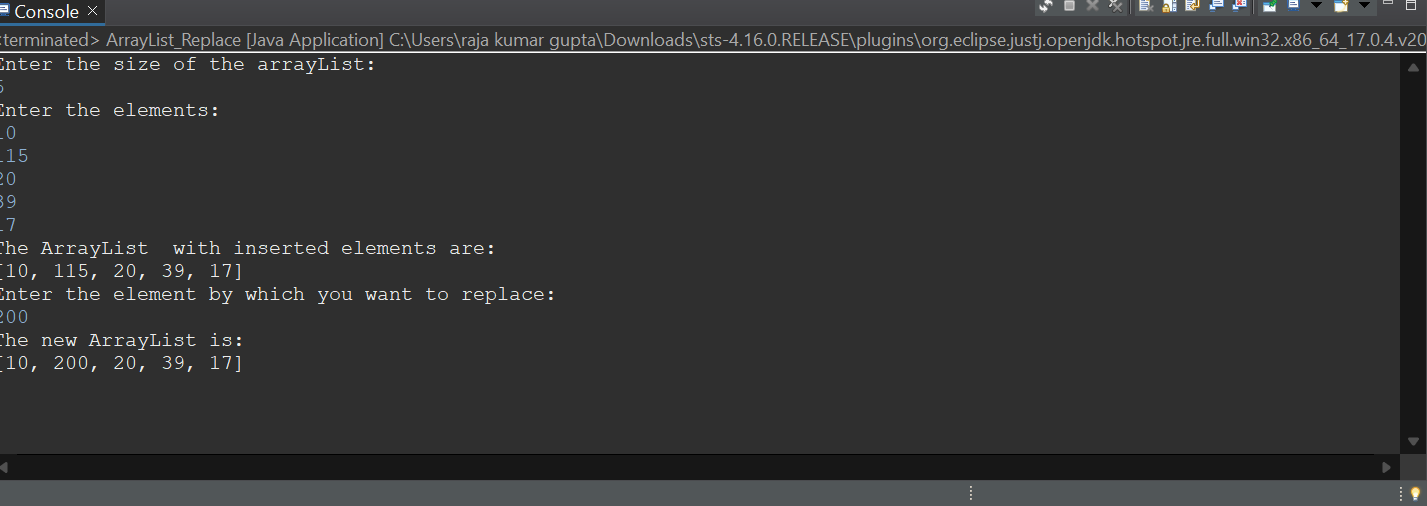 Console
<terminated> ArrayList_Replace [Java Application] C:\Users\raja kumar gupta\Downloads\sts-4.16.0.RELEASE\plugins\org.eclipse.justj.openjdk.hotspot.jre.full.win32.x86_64_17.0.4.v20
Enter the size of the arrayList:
5
Enter the elements:
10
115
20
39
17
The ArrayList  with inserted elements are:
[10, 115, 20, 39, 17]
Enter the element by which you want to replace:
200
The new ArrayList is:
[10, 200, 20, 39, 17]